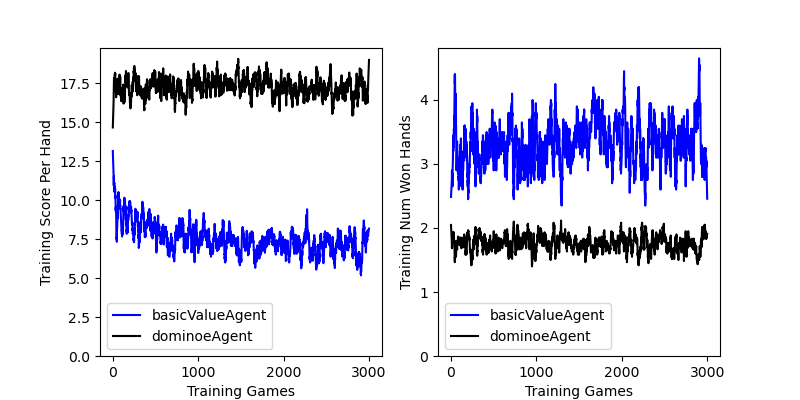 Training Score Per Hand
17.5
15.0
12.5
10.0
7.5
5.0
2.5
0.0
basicValueAgent
dominoeAgent
0 1000 2000 3000
Training Games
Training Num Won Hands
4
3
2
1
0
basicValueAgent
dominoeAgent
0 1000 2000 3000
Training Games